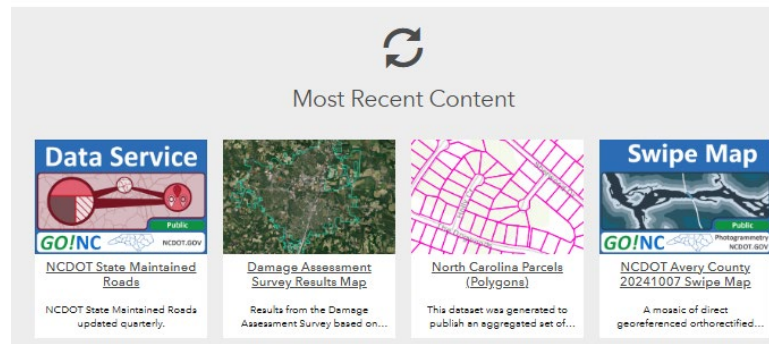 Most Recent Content
Data Service
Public
GO!NC
NCDOT.GOV
NCDOT State Maintained
Roads
NCDOT State Maintained Roads
updated quarterly.
Damage Assessment
Survey Results Map
Results from the Damage
Assessment Survey based on...
North Carolina Parcels
(Polygons)
This dataset was generated to
publish an aggregated set of...
Swipe Map
Public
GO!NC
Photogrammetry
NCDOT.GOV
NCDOT Avery County
20241007 Swipe Map
A mosaic of direct
georeferenced orthorectified...